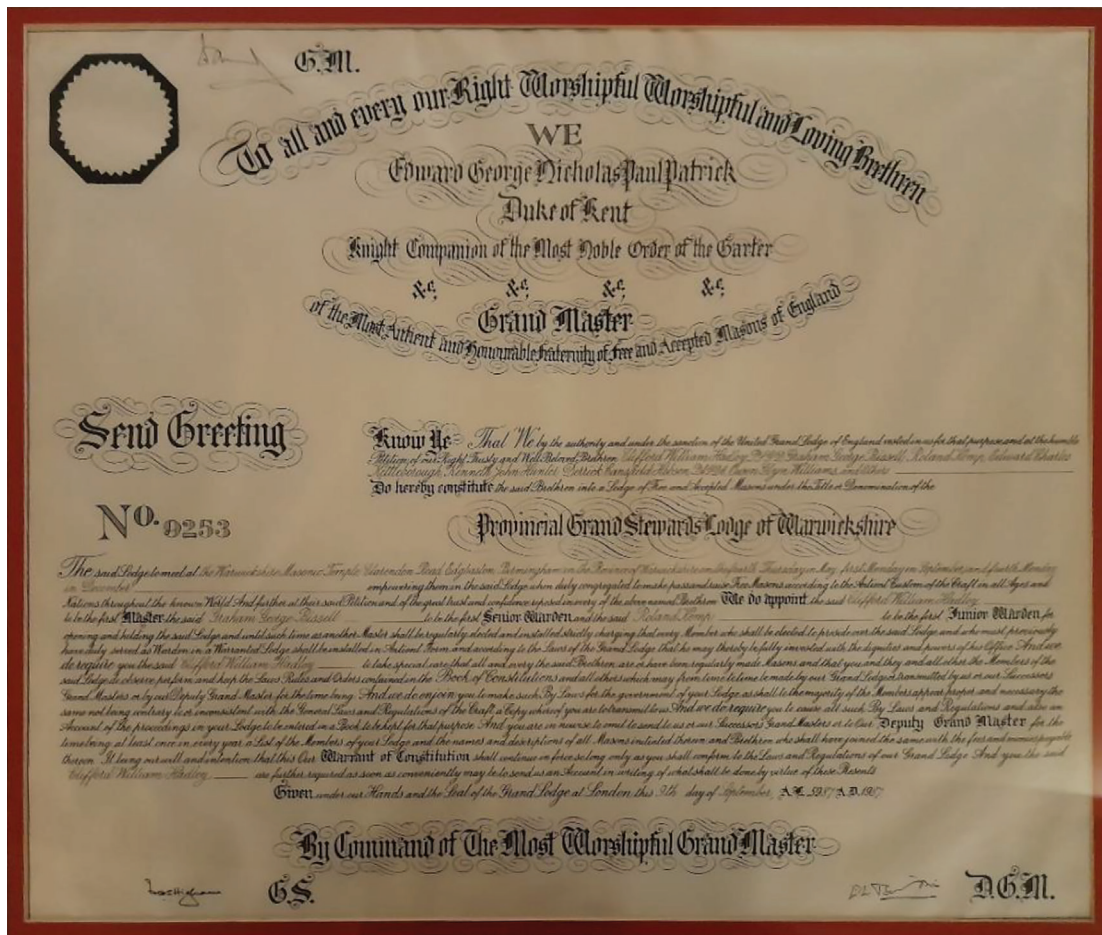 G.M.
To all and every our Right Worshipful Worshipful and Loving Brethren
WE
Edward George Nicholas Paul Patrick
Duke of Kent
Knight Companion of the Most Noble Order of the Garter
&c, &c, &c, &c,
Grand Master
of the Most Antient and Honourable Fraternity of Free and Accepted Masons of England
Send Greeting
Know Ye That We by the authority and under the sanction of the United Grand Lodge of England vested in us for that purpose and at the humble
Petition of our Right Trusty and Well-Beloved Brethren Clifford William Hadley, Graham George Russell, Roland Kemp, Edward Charles
Kenneth John Hunter, Derrick Owen Glyn Williams, and others
Do hereby constitute the said Brethren into a Lodge of Free and Accepted Masons under the Title or Denomination of the
No. 9253
Provincial Grand Stewards Lodge of Warwickshire
The said Lodge to meet at the Warwickshire Masonic Temple Clarendon Road Edgbaston Birmingham in the Province of Warwickshire on the fourth Thursday in May, first Monday in September, and fourth Monday
in December empowering them in the said Lodge when duly congregated to make pass and raise Free Masons according to the Antient Custom of the Craft in all Ages and
Nations throughout the known World And further at their said Petition and of the great trust and confidence reposed in every of the above named Brethren We do appoint the said Clifford William Hadley
to be the first Master the said Graham George Russell to be the first Senior Warden and the said Roland Kemp to be the first Junior Warden for
opening and holding the said Lodge and until such time as another Master shall be regularly elected and installed strictly charging that every Member who shall be elected to preside over the said Lodge and who must previously
have duly served as Warden in a Warranted Lodge shall be installed in Antient Form and according to the Laws of the Grand Lodge that he may thereby be fully invested with the dignities and powers of his Office And we
do require you the said Clifford William Hadley to take special care that all and every the said Brethren are or have been regularly made Masons and that you and they and all other the Members of the
said Lodge do observe perform and keep the Laws Rules and Orders contained in the Book of Constitutions and all others which may from time to time be made by our Grand Lodge or transmitted by us or our Successors
Grand Masters or by our Deputy Grand Master for the time being And we do enjoin you to make such By Laws for the government of your Lodge as shall to the majority of the Members appear proper and necessary the
same not being contrary to or inconsistent with the General Laws and Regulations of the Craft a Copy whereof you are to transmit to us And we do require you to cause all such By Laws and Regulations and also an
Account of the proceedings in your Lodge to be entered in a Book to be kept for that purpose And you are in nowise to omit to send to us or our Successors Grand Masters or to Our Deputy Grand Master for the
time being at least once in every year a List of the Members of your Lodge and the names and descriptions of all Masons initiated therein and Brethren who shall have joined the same with the fees and monies payable
thereon It being our will and intention that this Our Warrant of Constitution shall continue in force so long only as you shall conform to the Laws and Regulations of our Grand Lodge And you the said
Clifford William Hadley are further required as soon as conveniently may be to send us an Account in writing of what shall be done by virtue of these Presents
Given under our Hands and the Seal of the Grand Lodge at London this 9th day of September, A.L. 5987 A.D. 1987
By Command of The Most Worshipful Grand Master
G.S.
D.G.M.